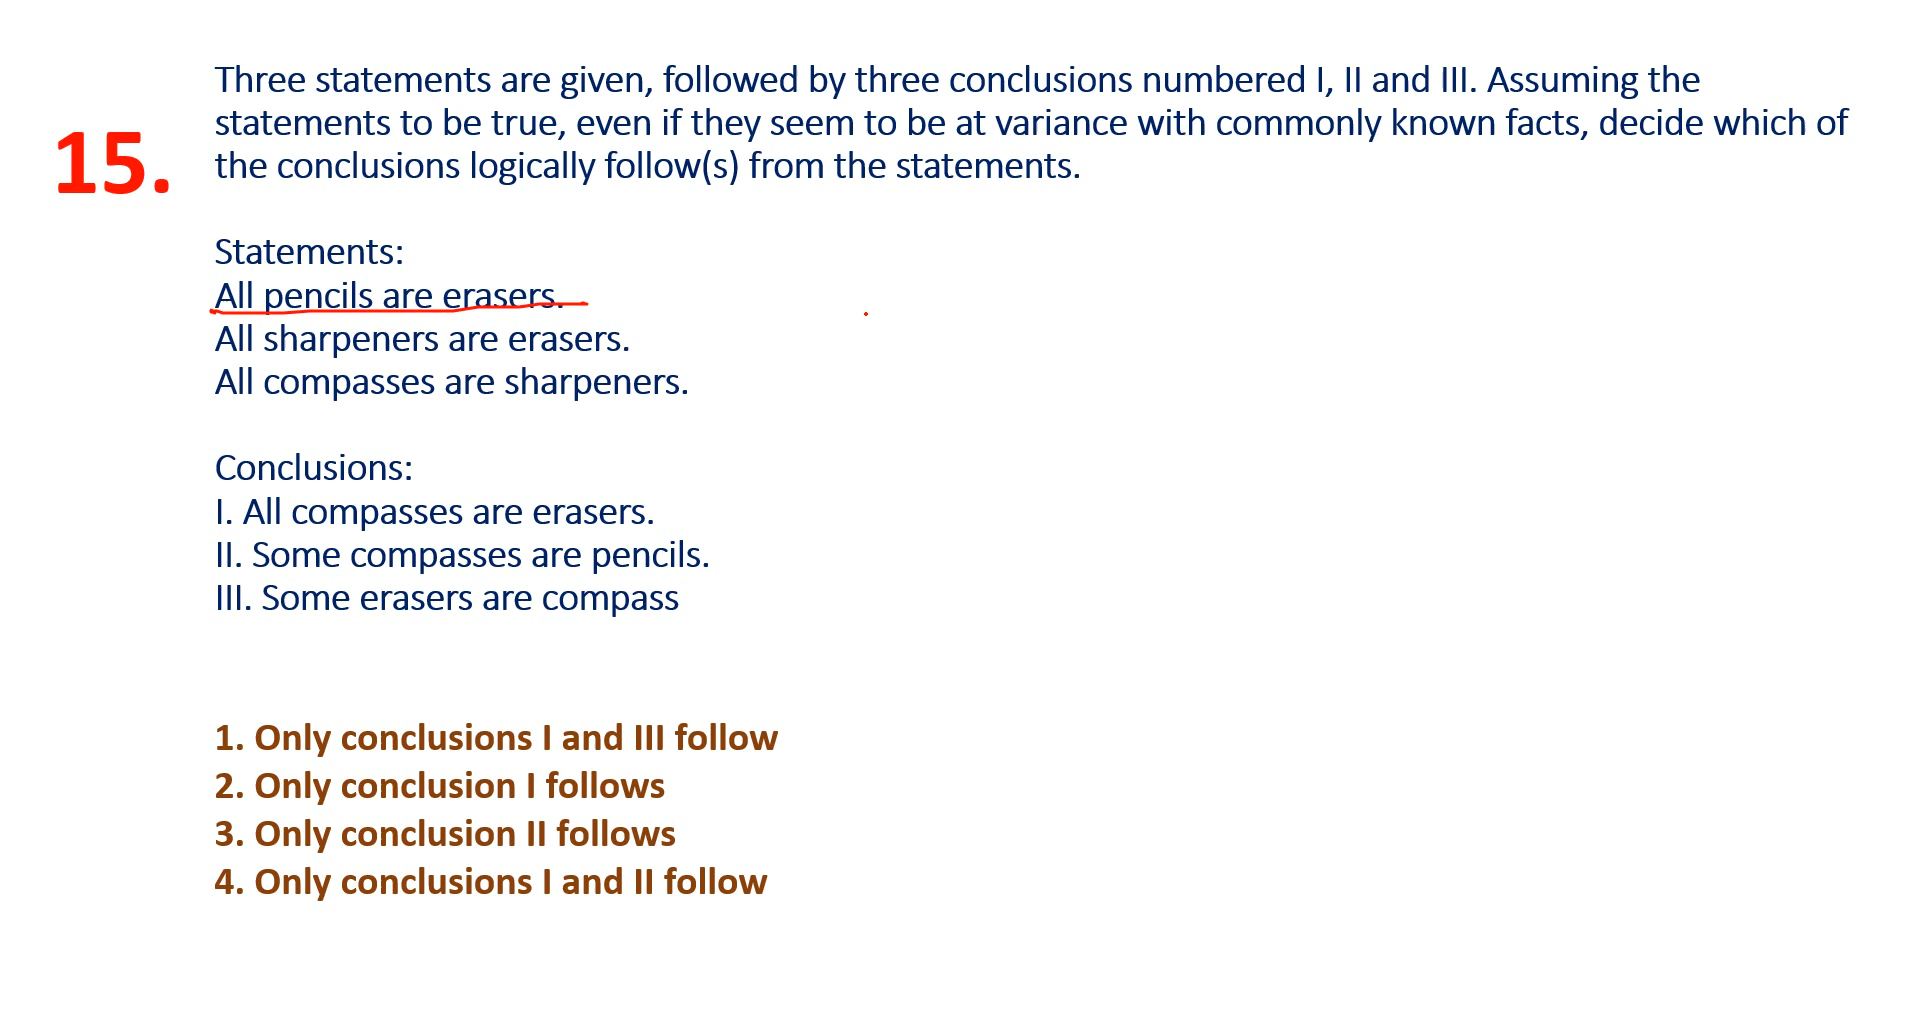 Three statements are given, followed by three conclusions numbered I, II and III. Assuming the
15.
statements to be true, even if they seem to be at variance with commonly known facts, decide which of
the conclusions logically follow(s) from the statements.
Statements:
All pencils are erasers.
All sharpeners are erasers.
All compasses are sharpeners.
Conclusions:
I. All compasses are erasers.
II. Some compasses are pencils.
III. Some erasers are compass
1. Only conclusions I and III follow
2. Only conclusion I follows
3. Only conclusion II follows
4. Only conclusions I and II follow